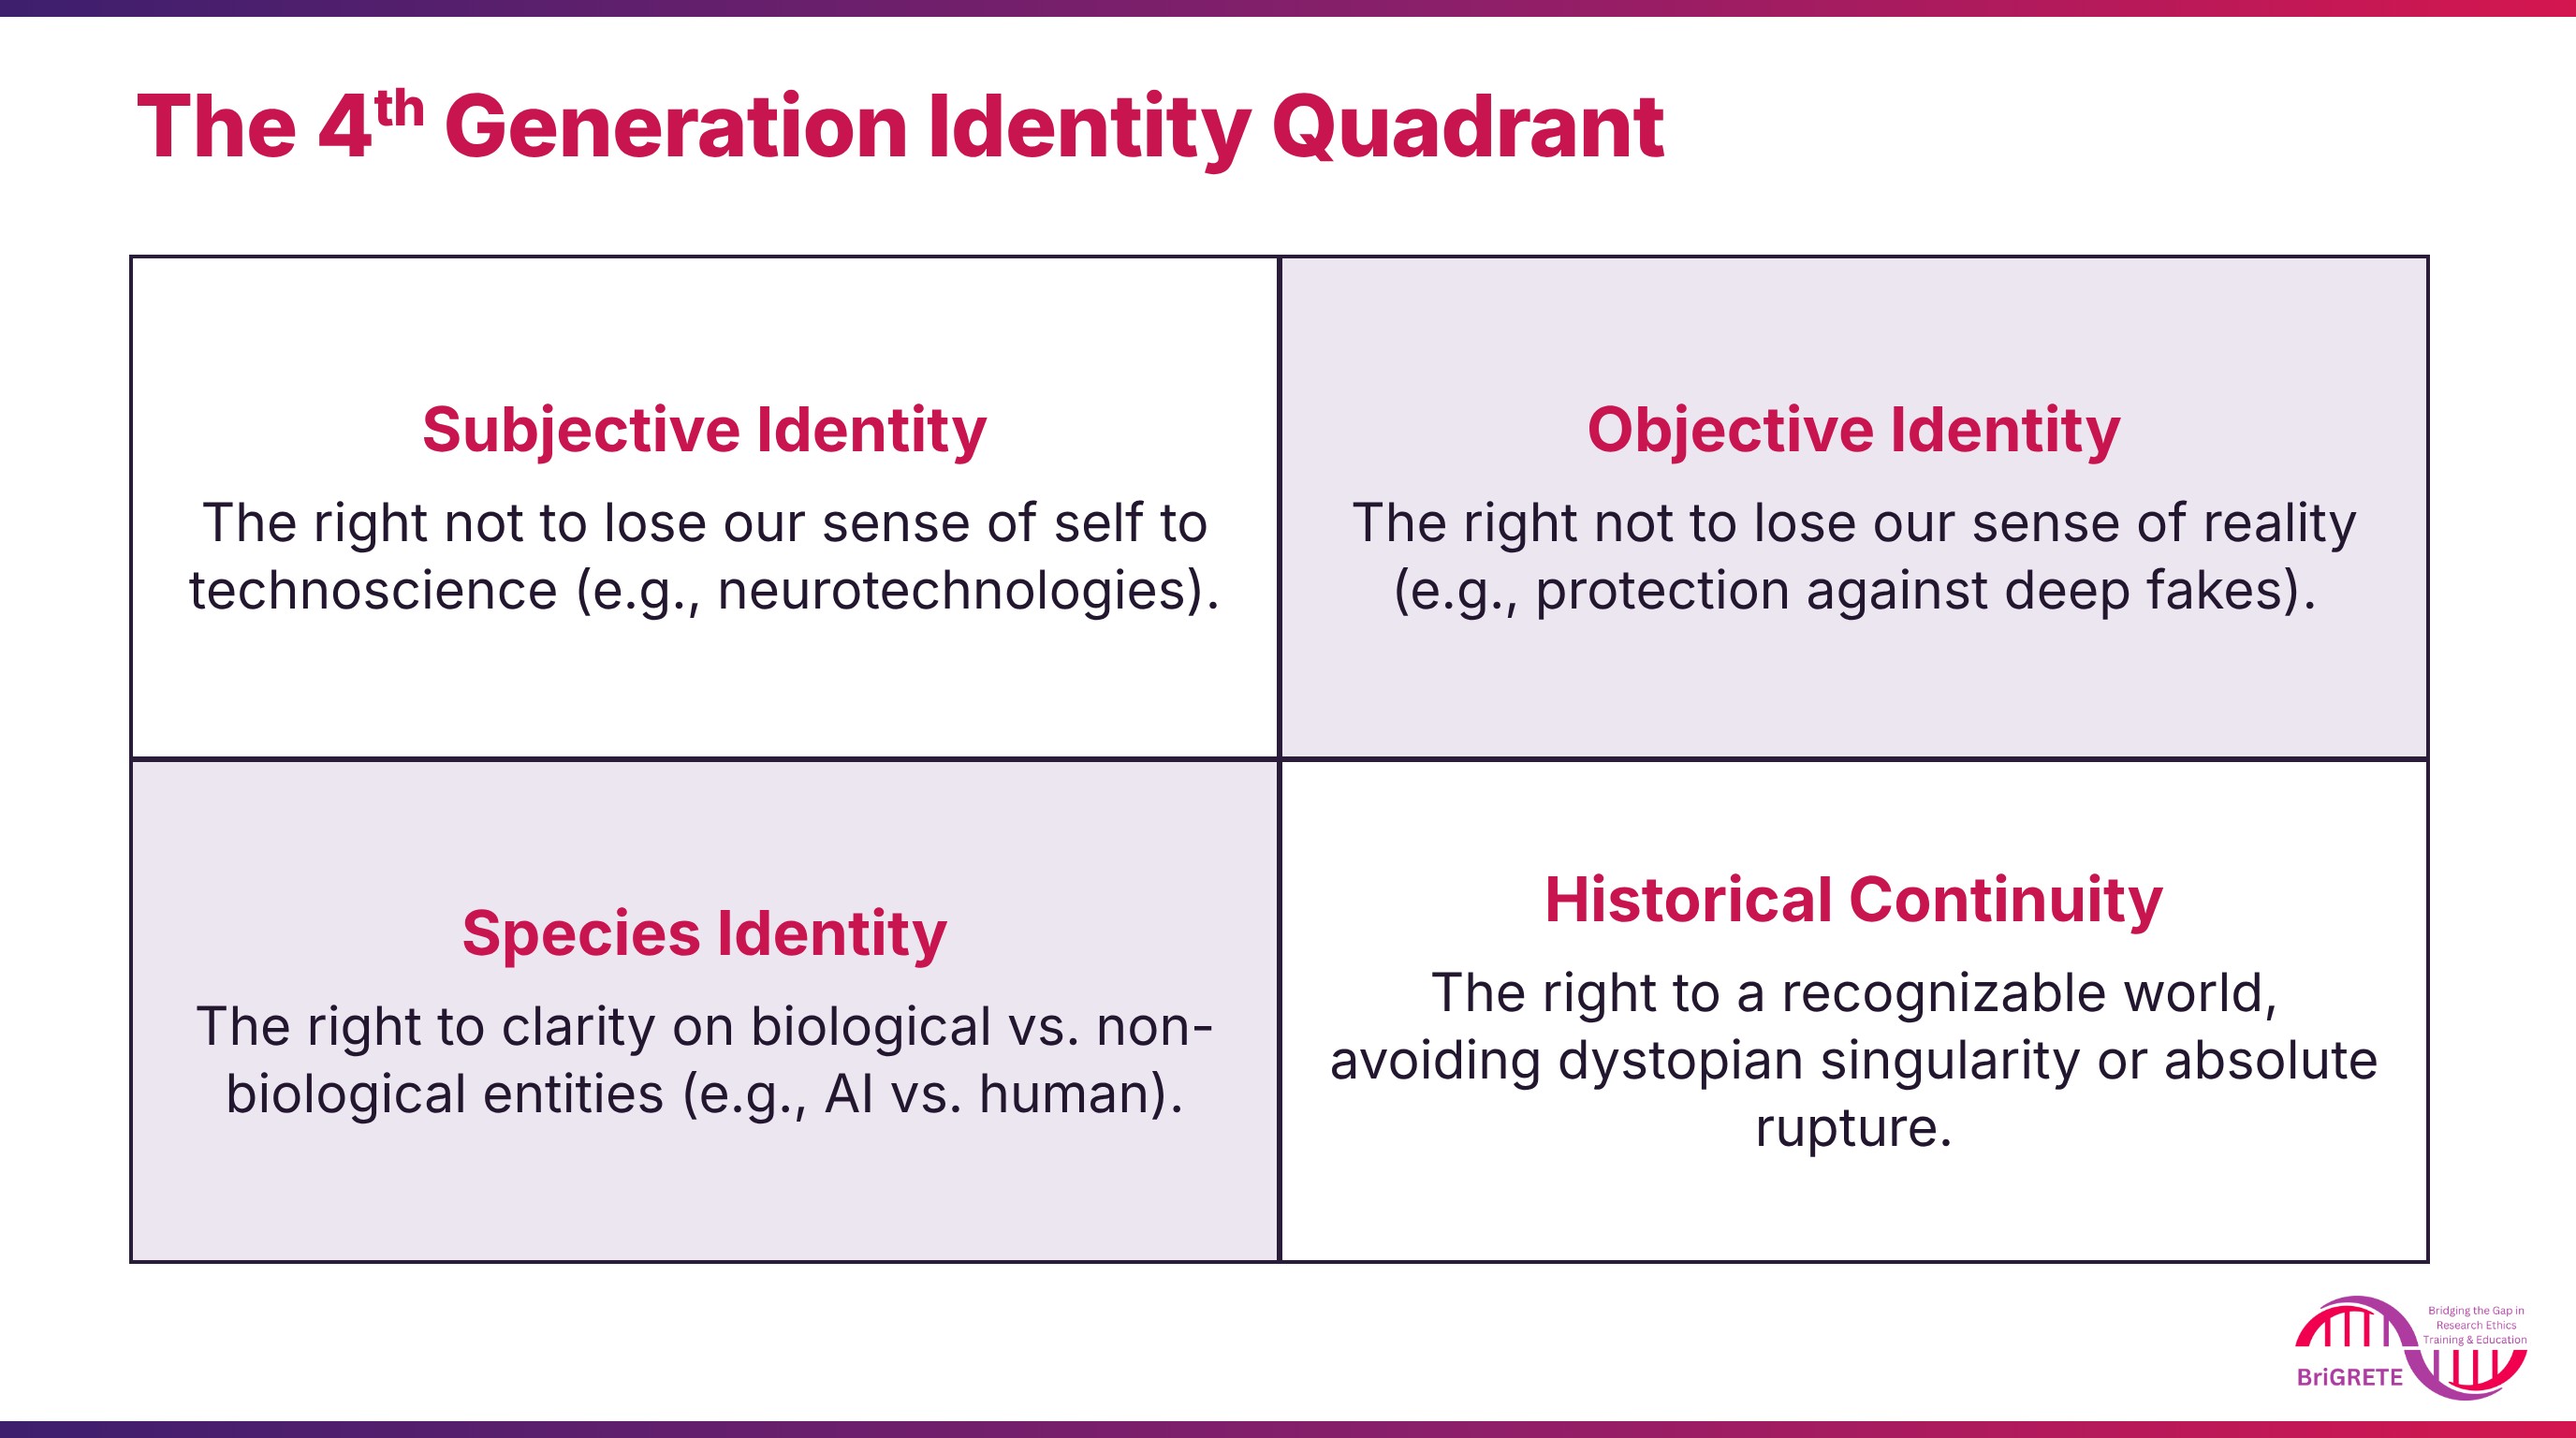 The 4th Generation Identity Quadrant
Subjective Identity
The right not to lose our sense of self to
technoscience (e.g., neurotechnologies).
Objective Identity
The right not to lose our sense of reality
(e.g., protection against deep fakes).
Species Identity
The right to clarity on biological vs. non-
biological entities (e.g., AI vs. human).
Historical Continuity
The right to a recognizable world,
avoiding dystopian singularity or absolute
rupture.
Bridging the Gap in
Research Ethics
Training & Education
BriGRETE